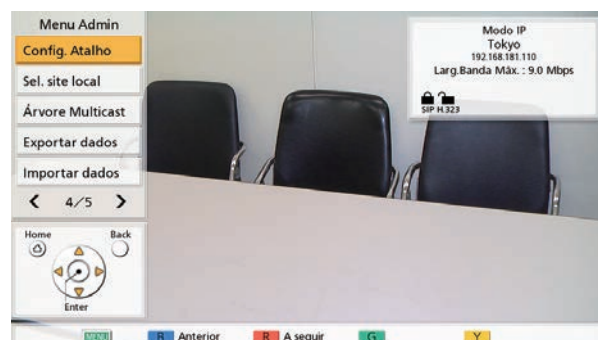 Menu Admin
Config. Atalho
Sel. site local
Árvore Multicast
Exportar dados
Importar dados
4/5
Home
Back
Enter
Modo IP
Tokyo
192.168.181.110
Larg.Banda Máx. : 9.0 Mbps
SIP H.323
MENU
B Anterior
R A seguir
G
Y